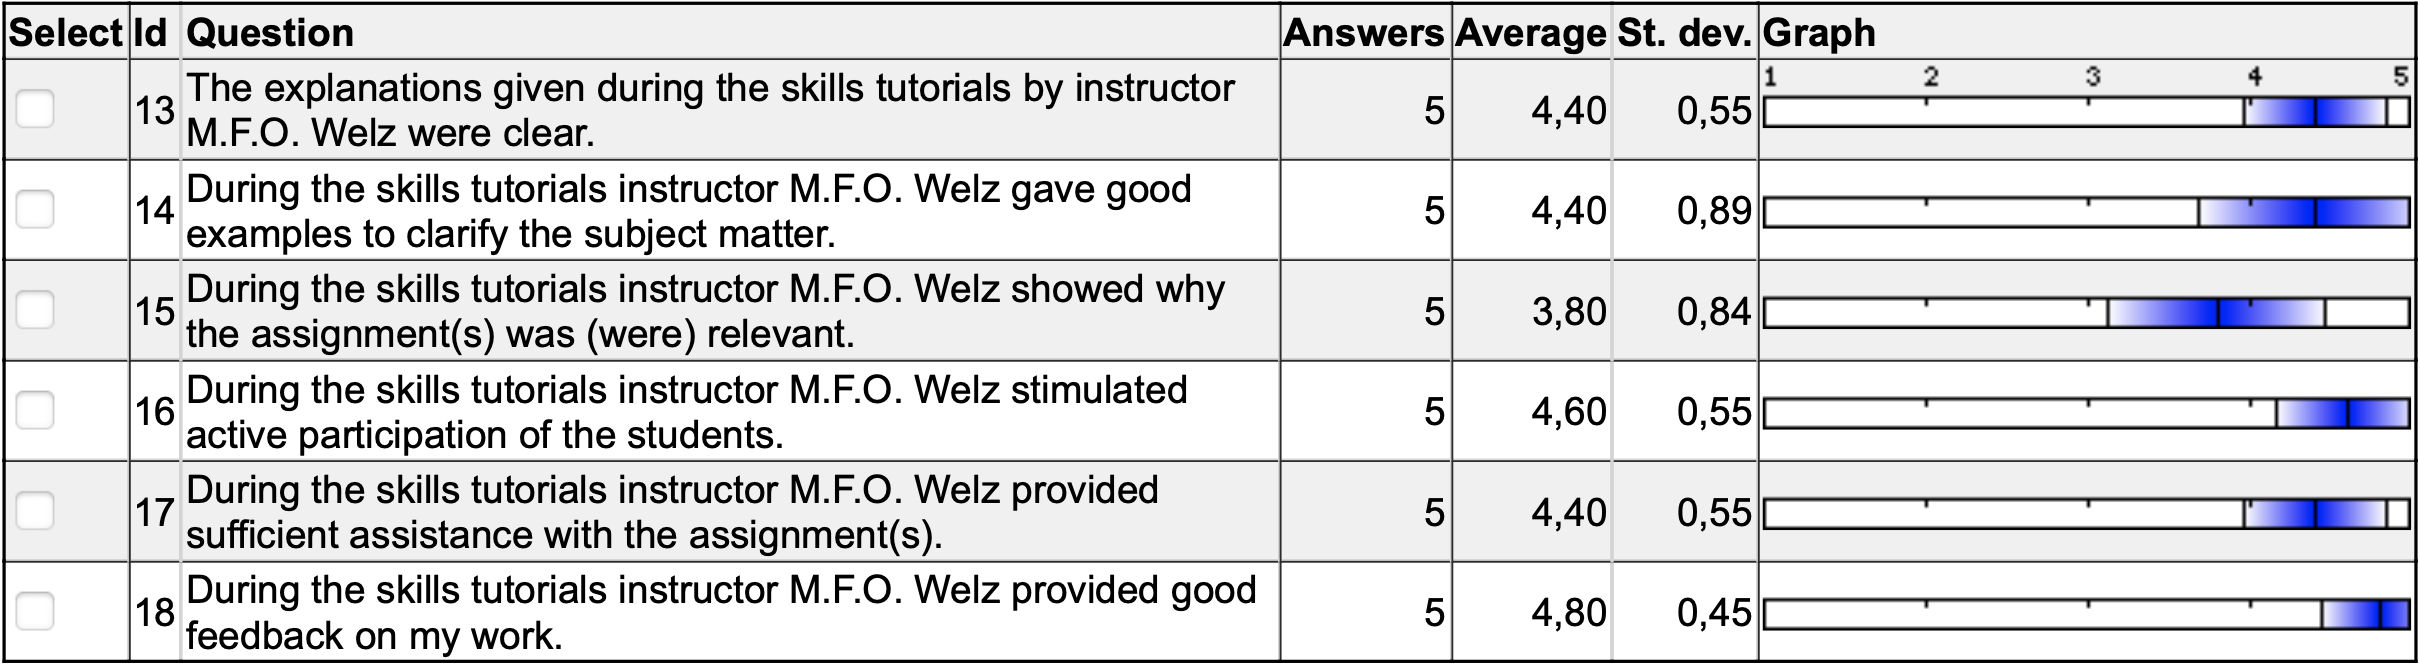 Select Id Question Answers Average St. dev. Graph
1 2 3 4 5
The explanations given during the skills tutorials by instructor
13 5 4,40 0,55
M.F.O. Welz were clear.
During the skills tutorials instructor M.F.O. Welz gave good
14 5 4,40 0,89
examples to clarify the subject matter.
During the skills tutorials instructor M.F.O. Welz showed why
15 5 3,80 0,84
the assignment(s) was (were) relevant.
During the skills tutorials instructor M.F.O. Welz stimulated
16 5 4,60 0,55
active participation of the students.
During the skills tutorials instructor M.F.O. Welz provided
17 5 4,40 0,55
sufficient assistance with the assignment(s).
During the skills tutorials instructor M.F.O. Welz provided good
18 5 4,80 0,45
feedback on my work.